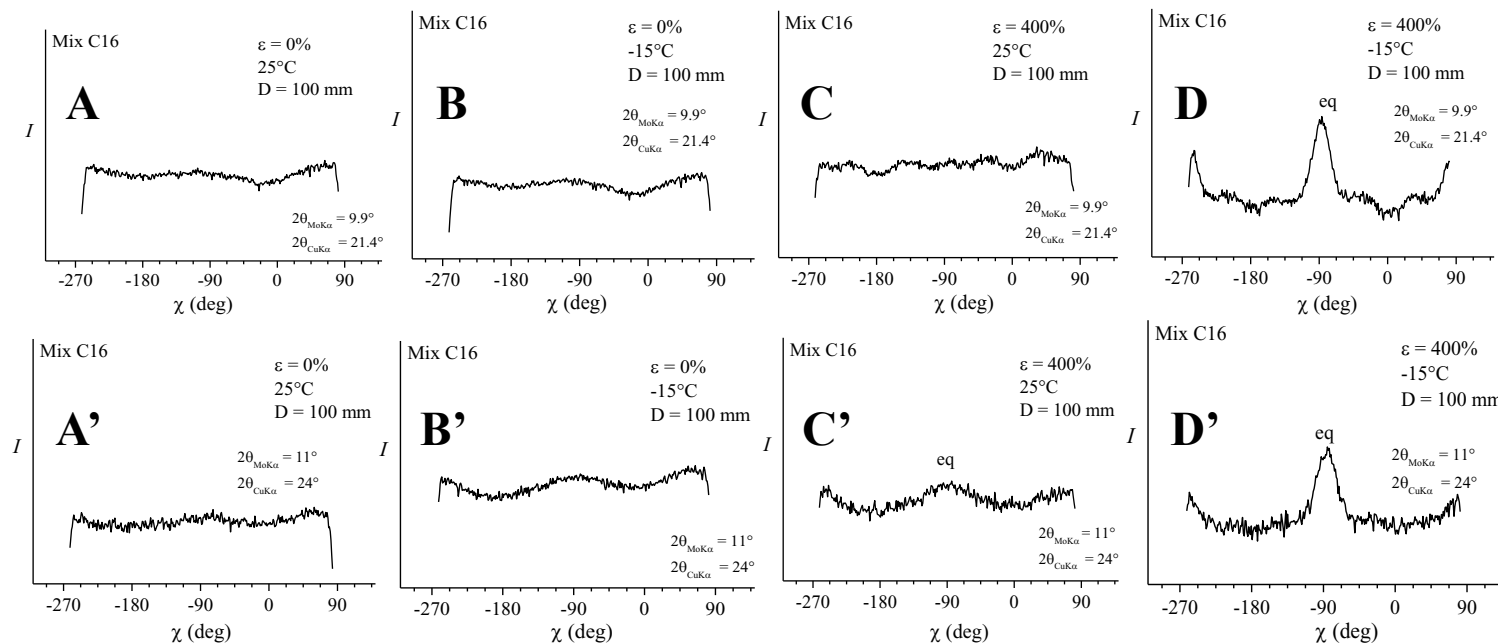 Mix C16
ε = 0%
25°C
D = 100 mm
A
I
2θMoKα = 9.9°
2θCuKα = 21.4°
-270 -180 -90 0 90
χ (deg)
Mix C16
ε = 0%
-15°C
D = 100 mm
B
2θMoKα = 9.9°
2θCuKα = 21.4°
I
-270 -180 -90 0 90
χ (deg)
Mix C16
ε = 400%
25°C
D = 100 mm
C
I
2θMoKα = 9.9°
2θCuKα = 21.4°
-270 -180 -90 0 90
χ (deg)
Mix C16
ε = 400%
-15°C
D = 100 mm
D
eq
2θMoKα = 9.9°
2θCuKα = 21.4°
I
-270 -180 -90 0 90
χ (deg)
Mix C16
ε = 0%
25°C
D = 100 mm
A’
I
2θMoKα = 11°
2θCuKα = 24°
-270 -180 -90 0 90
χ (deg)
Mix C16
ε = 0%
-15°C
D = 100 mm
B’
I
2θMoKα = 11°
2θCuKα = 24°
-270 -180 -90 0 90
χ (deg)
Mix C16
ε = 400%
25°C
D = 100 mm
C’
I
eq
2θMoKα = 11°
2θCuKα = 24°
-270 -180 -90 0 90
χ (deg)
Mix C16
ε = 400%
-15°C
D = 100 mm
D’
I
eq
2θMoKα = 11°
2θCuKα = 24°
-270 -180 -90 0 90
χ (deg)